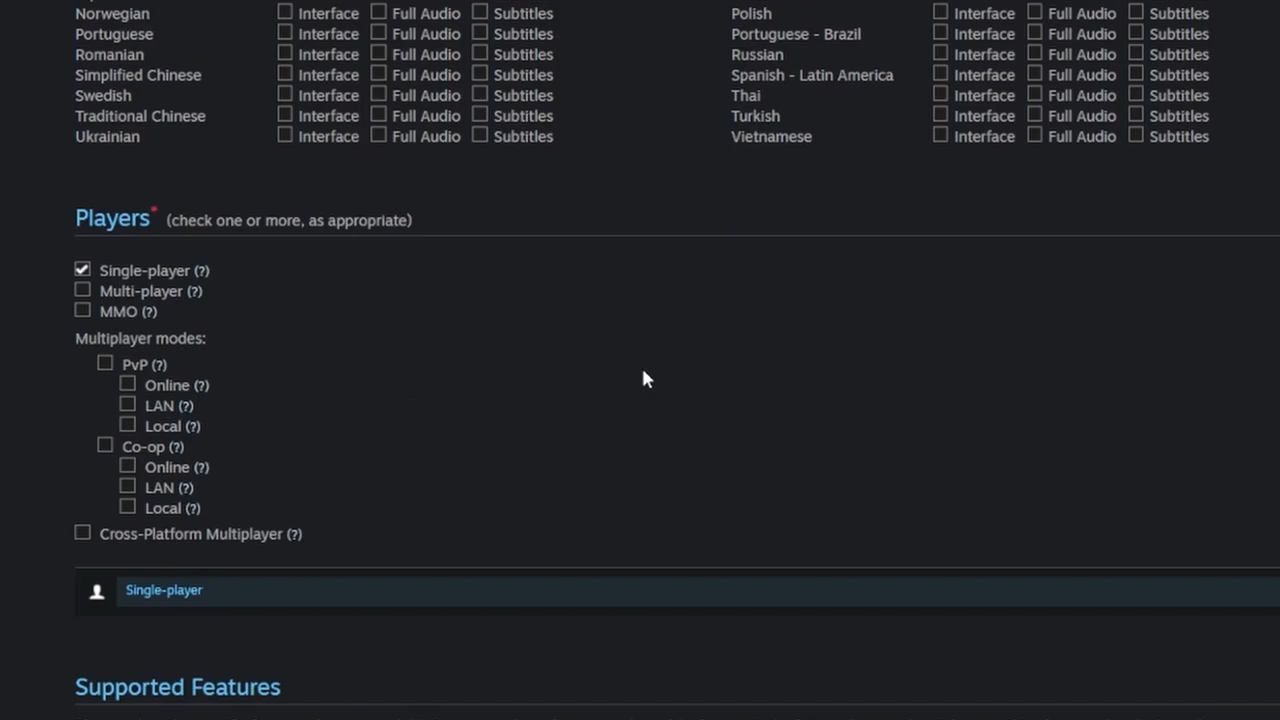 Norwegian Interface Full Audio Subtitles Polish Interface Full Audio Subtitles
Portuguese Interface Full Audio Subtitles Portuguese - Brazil Interface Full Audio Subtitles
Romanian Interface Full Audio Subtitles Russian Interface Full Audio Subtitles
Simplified Chinese Interface Full Audio Subtitles Spanish - Latin America Interface Full Audio Subtitles
Swedish Interface Full Audio Subtitles Thai Interface Full Audio Subtitles
Traditional Chinese Interface Full Audio Subtitles Turkish Interface Full Audio Subtitles
Ukrainian Interface Full Audio Subtitles Vietnamese Interface Full Audio Subtitles
Players* (check one or more, as appropriate)
Single-player (?)
Multi-player (?)
MMO (?)
Multiplayer modes:
PvP (?)
Online (?)
LAN (?)
Local (?)
Co-op (?)
Online (?)
LAN (?)
Local (?)
Cross-Platform Multiplayer (?)
Single-player
Supported Features